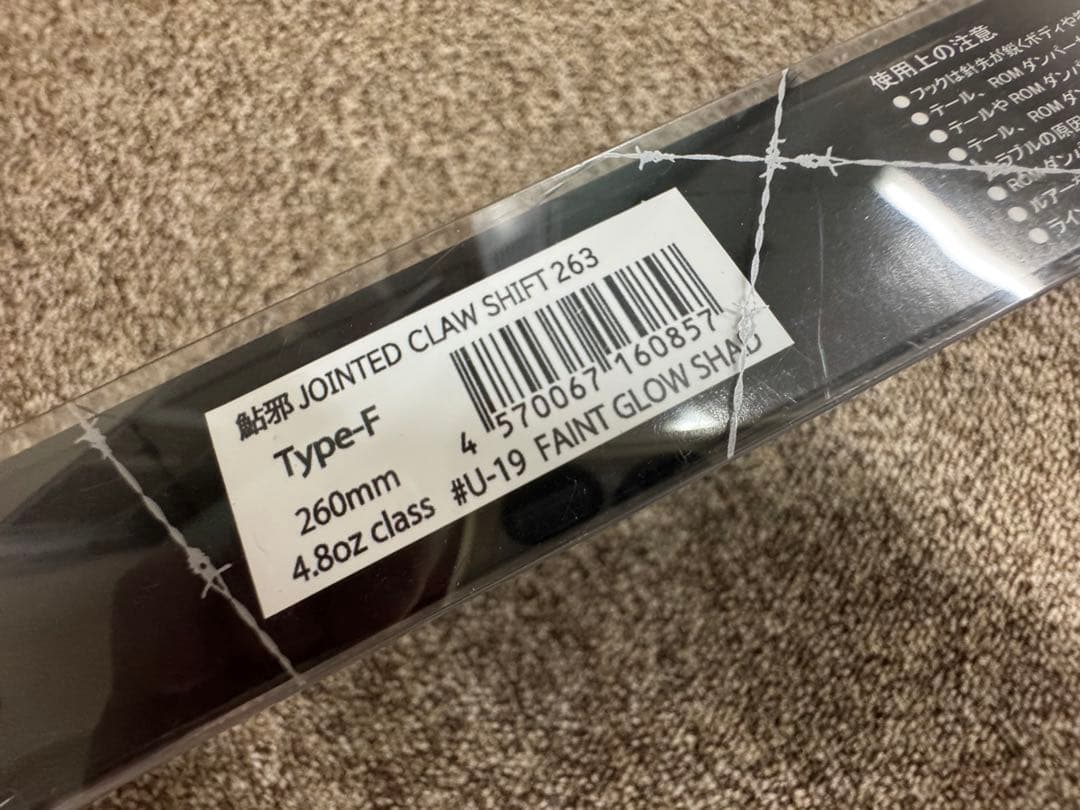 鮎邪 JOINTED CLAW SHIFT 263
Type-F
260mm
4.8oz class
4 570067 160857
#U-19 FAINT GLOW SHAD
使用上の注意
●フックは針先が鋭くボディや
●テール、ROMダンパー
●テールやROMダンパ
●テール、ROMダン
トラブルの原因
●ROMダンパ
●ルアー
●ライン